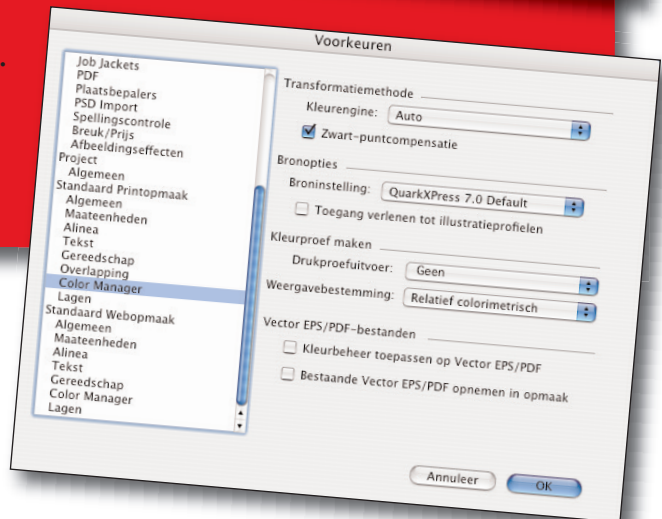 Voorkeuren
Job Jackets
PDF
Plaatsbepalers
PSD Import
Spellingscontrole
Breuk/Prijs
Afbeeldingseffecten
Project
Algemeen
Standaard Printopmaak
Algemeen
Maateenheden
Alinea
Tekst
Gereedschap
Overlapping
Color Manager
Lagen
Standaard Webopmaak
Algemeen
Maateenheden
Alinea
Tekst
Gereedschap
Color Manager
Lagen
Transformatiemethode
Kleurengine: Auto
Zwart-puntcompensatie
Bronopties
Broninstelling: QuarkXPress 7.0 Default
Toegang verlenen tot illustratieprofielen
Kleurproef maken
Drukproefuitvoer: Geen
Weergavebestemming: Relatief colorimetrisch
Vector EPS/PDF-bestanden
Kleurbeheer toepassen op Vector EPS/PDF
Bestaande Vector EPS/PDF opnemen in opmaak
Annuleer OK